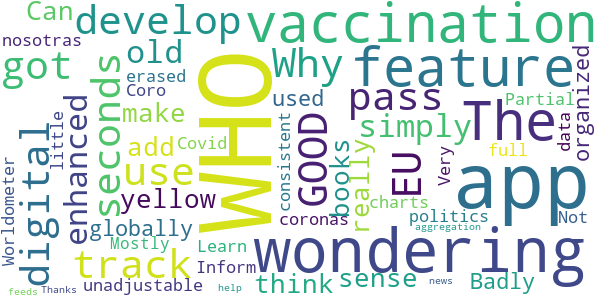 Can
develop
vaccination
nosotras
got
old
erased
Coro
WHO
Why
feature
used
pass
The
Partial
organized
data
digital
little
enhanced
seconds
make
add
Covid
use
yellow
consistent
GOOD
books
really
simply
EU
Very
app
full
charts
Worldometer
globally
Mostly
Learn
coronas
politics
Not
aggregation
track
Inform
wondering
unadjustable
think
sense
Badly
feeds
Thanks
help
news